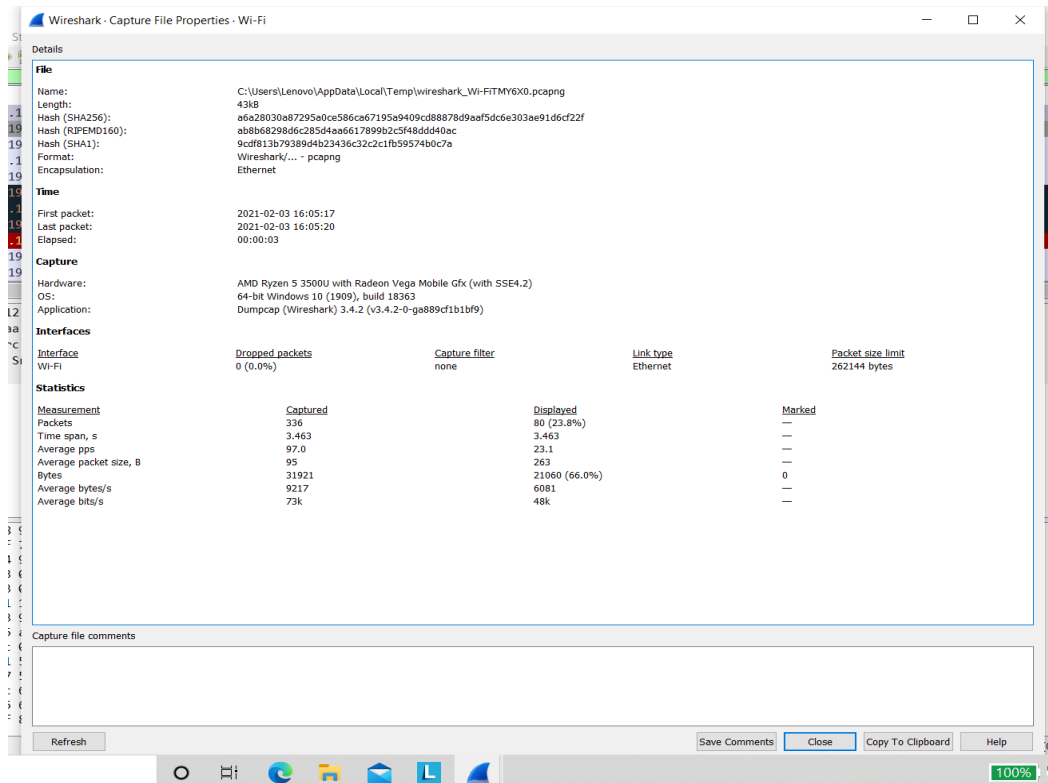 Wireshark · Capture File Properties · Wi-Fi
Details
File
Name: C:\Users\Lenovo\AppData\Local\Temp\wireshark_Wi-FiTMY6X0.pcapng
Length: 43kB
Hash (SHA256): a6a28030a87295a0ce586ca67195a9409cd88878d9aaf5dc6e303ae91d6cf22f
Hash (RIPEMD160): ab8b68298d6c285d4aa6617899b2c5f48ddd40ac
Hash (SHA1): 9cdf813b79389d4b23436c32c2c1fb59574b0c7a
Format: Wireshark/... - pcapng
Encapsulation: Ethernet
Time
First packet: 2021-02-03 16:05:17
Last packet: 2021-02-03 16:05:20
Elapsed: 00:00:03
Capture
Hardware: AMD Ryzen 5 3500U with Radeon Vega Mobile Gfx (with SSE4.2)
OS: 64-bit Windows 10 (1909), build 18363
Application: Dumpcap (Wireshark) 3.4.2 (v3.4.2-0-ga889cf1b1bf9)
Interfaces
Interface Dropped packets Capture filter Link type Packet size limit
Wi-Fi 0 (0.0%) none Ethernet 262144 bytes
Statistics
Measurement Captured Displayed Marked
Packets 336 80 (23.8%) —
Time span, s 3.463 3.463 —
Average pps 97.0 23.1 —
Average packet size, B 95 263 —
Bytes 31921 21060 (66.0%) 0
Average bytes/s 9217 6081 —
Average bits/s 73k 48k —
Capture file comments
Refresh Save Comments Close Copy To Clipboard Help
L 100%